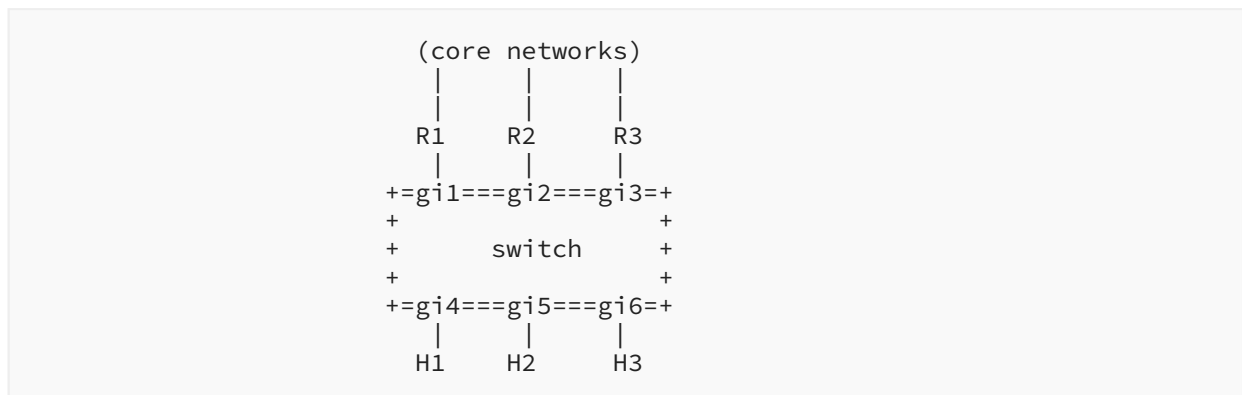 (core networks)
|     |     |
|     |     |
R1    R2     R3
|     |     |
+=gi1===gi2===gi3=+
+                 +
+      switch     +
+                 +
+=gi4===gi5===gi6=+
|     |     |
H1    H2     H3